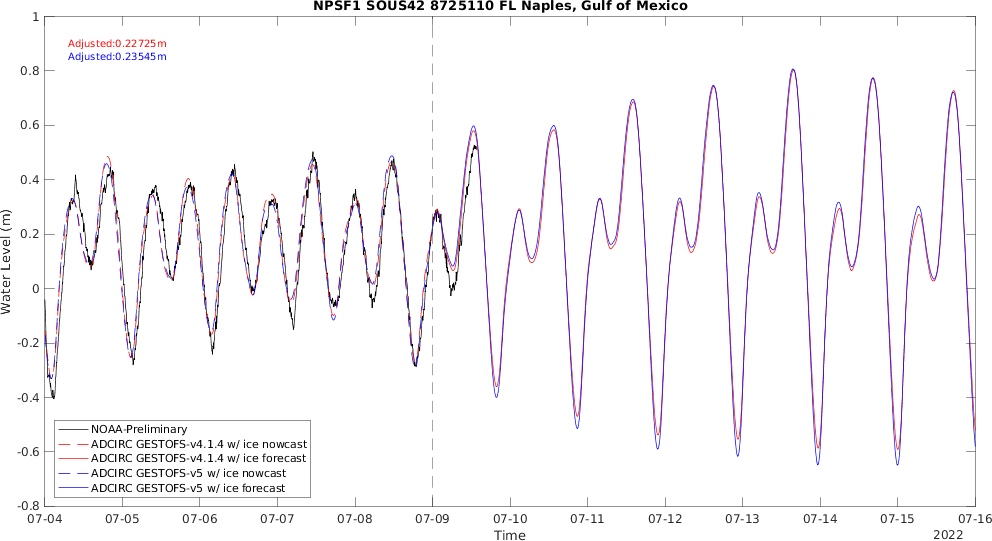 NPSF1 SOUS42 8725110 FL Naples, Gulf of Mexico
1
Adjusted:0.22725m
Adjusted:0.23545m
0.8
0.6
0.4
0.2
0
-0.2
-0.4
-0.6
-0.8
Water Level (m)
NOAA-Preliminary
ADCIRC GESTOFS-v4.1.4 w/ ice nowcast
ADCIRC GESTOFS-v4.1.4 w/ ice forecast
ADCIRC GESTOFS-v5 w/ ice nowcast
ADCIRC GESTOFS-v5 w/ ice forecast
07-04 07-05 07-06 07-07 07-08 07-09 07-10 07-11 07-12 07-13 07-14 07-15 07-16
Time
2022